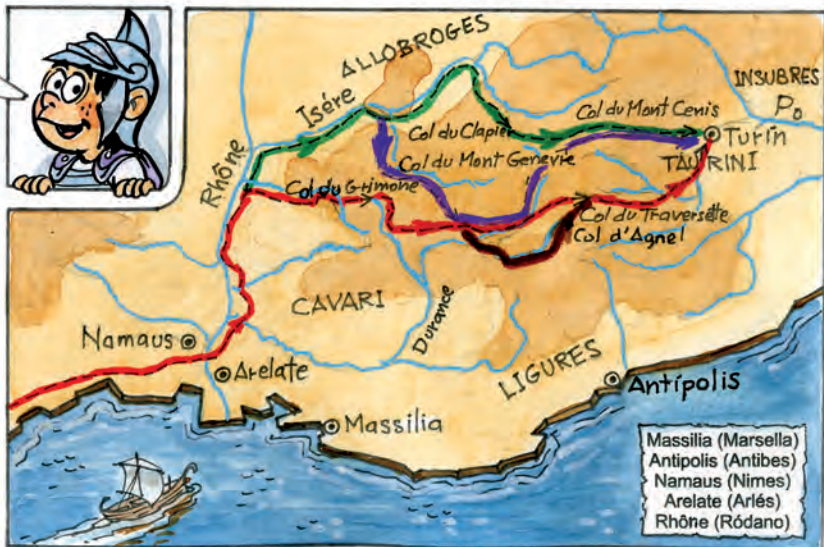 ALLOBROGES
INSUBRES
Po
Isére
Col du Mont Cenis
Col du Clapier
Turín
TAURINI
Rhône
Col du Mont Genevre
Col du Grimone
Col du Traversétte
Col d'Agnel
CAVARI
Durance
Namaus
Arelate
LIGURES
Antípolis
Massilia
Massilia (Marsella)
Antipolis (Antibes)
Namaus (Nimes)
Arelate (Arlés)
Rhône (Ródano)